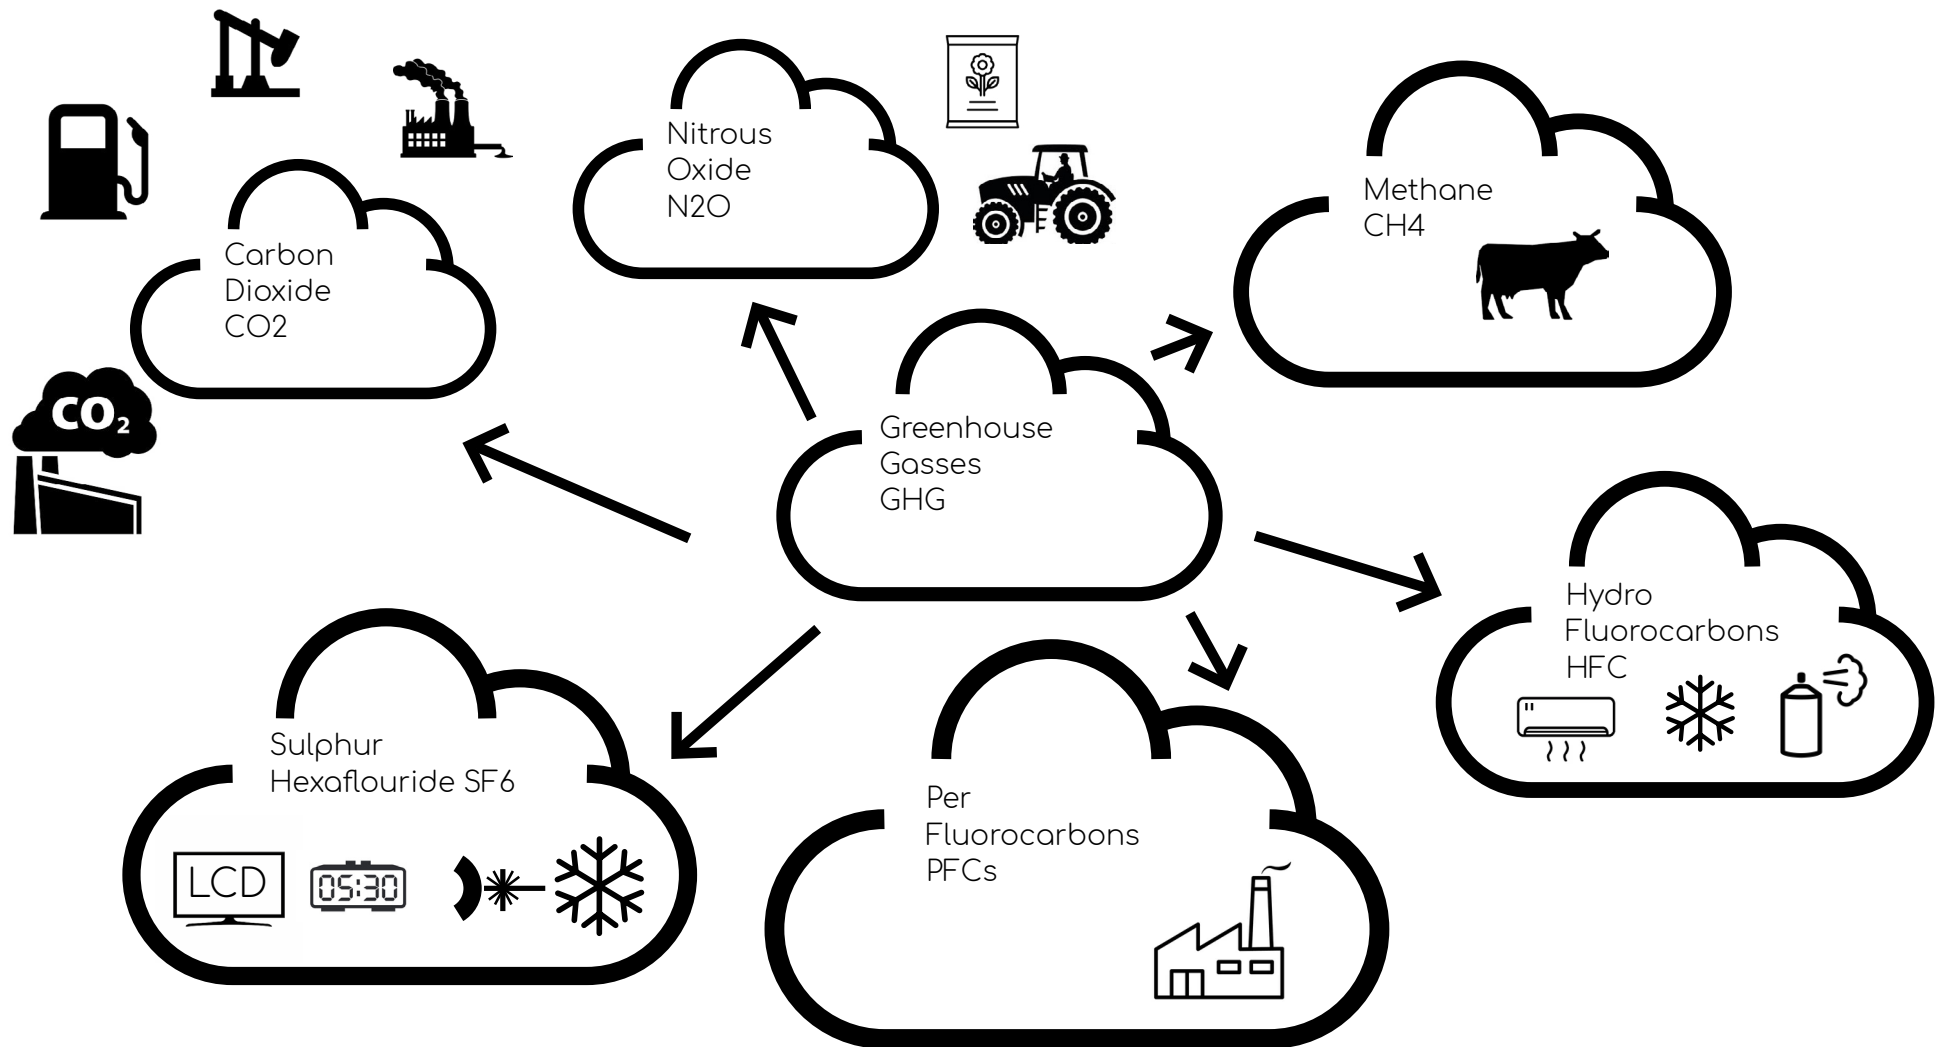 Nitrous
Oxide
N2O
Methane
CH4
Carbon
Dioxide
CO2
CO₂
Greenhouse
Gasses
GHG
Hydro
Fluorocarbons
HFC
Sulphur
Hexaflouride SF6
LCD
05:30
Per
Fluorocarbons
PFCs